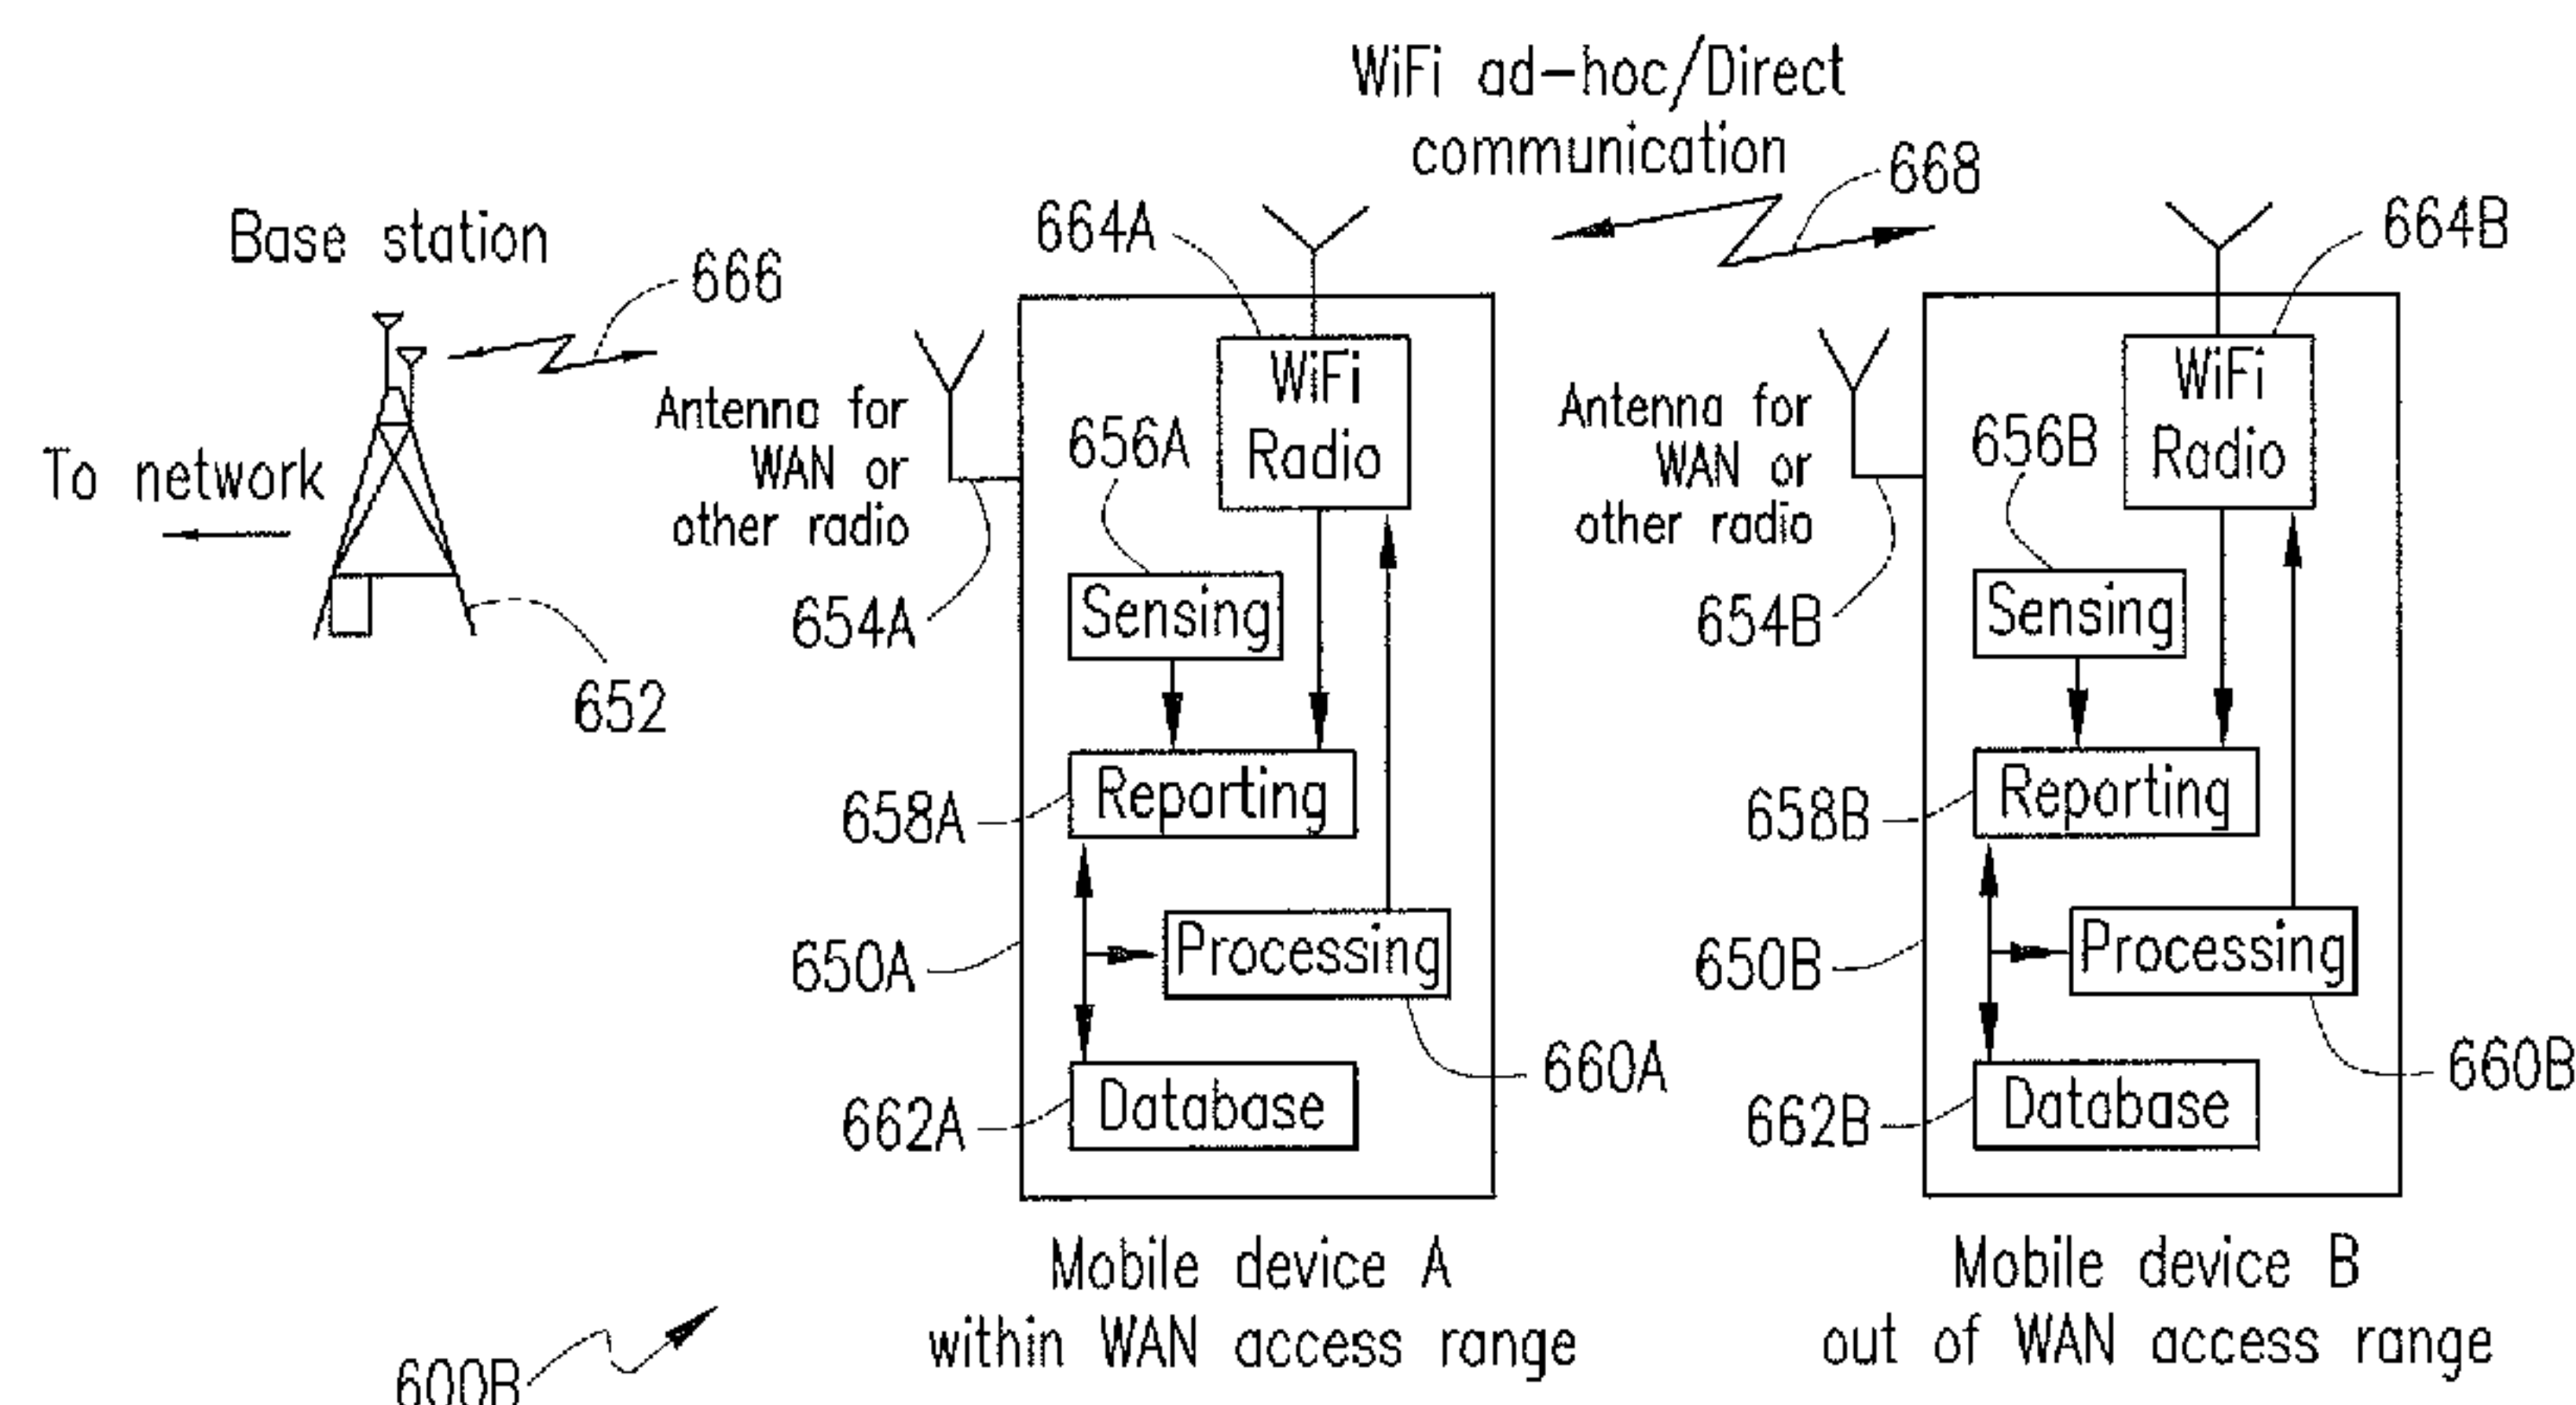 WiFi ad-hoc/Direct
communication
668
Base station
666
To network
652
664A
WiFi
Radio
Antenna for
WAN or
other radio
654A
656A
Sensing
658A
Reporting
650A
Processing
660A
662A
Database
Mobile device A
within WAN access range
664B
WiFi
Radio
Antenna for
WAN or
other radio
654B
656B
Sensing
658B
Reporting
650B
Processing
660B
662B
Database
Mobile device B
out of WAN access range
600B